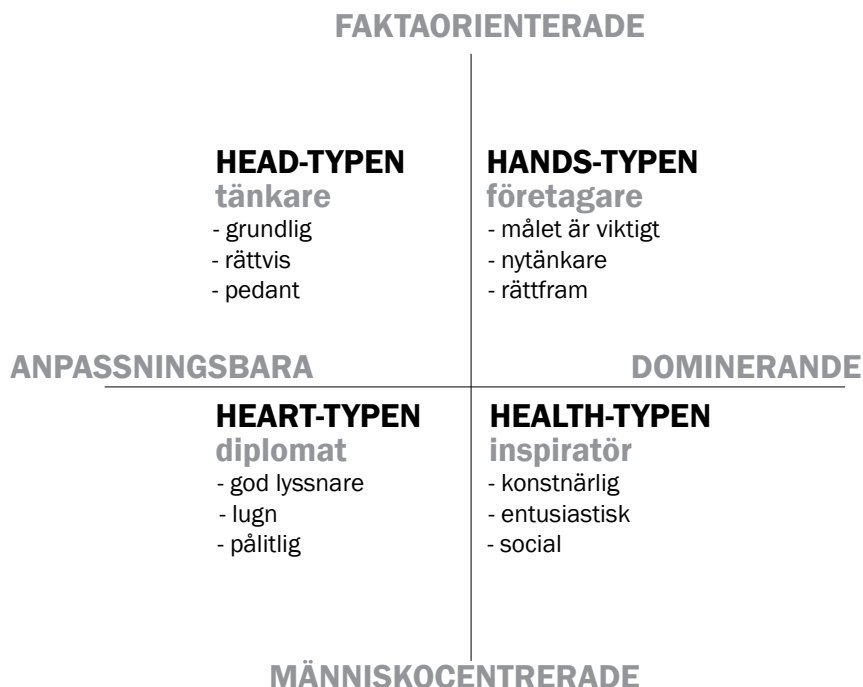 FAKTAORIENTERADE
HEAD-TYPEN
tänkare
- grundlig
- rättvis
- pedant
HANDS-TYPEN
företagare
- målet är viktigt
- nytänkare
- rättfram
ANPASSNINGSBARA
DOMINERANDE
HEART-TYPEN
diplomat
- god lyssnare
- lugn
- pålitlig
HEALTH-TYPEN
inspiratör
- konstnärlig
- entusiastisk
- social
MÄNNISKOCENTRERADE